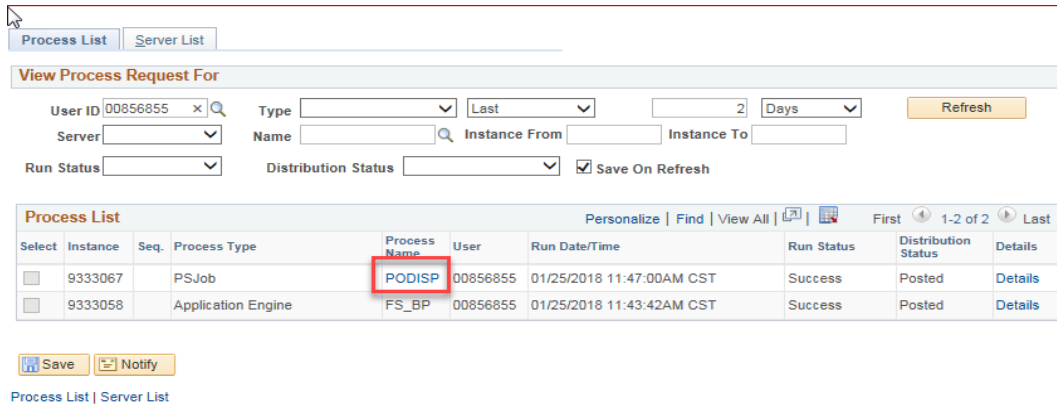 Process List Server List
View Process Request For
User ID 00856855 × Type Last 2 Days Refresh
Server Name Instance From Instance To
Run Status Distribution Status Save On Refresh
Process List Personalize | Find | View All | | First 1-2 of 2 Last
Select Instance Seq. Process Type Process Name User Run Date/Time Run Status Distribution Status Details
9333067 PSJob PODISP 00856855 01/25/2018 11:47:00AM CST Success Posted Details
9333058 Application Engine FS_BP 00856855 01/25/2018 11:43:42AM CST Success Posted Details
Save Notify
Process List | Server List